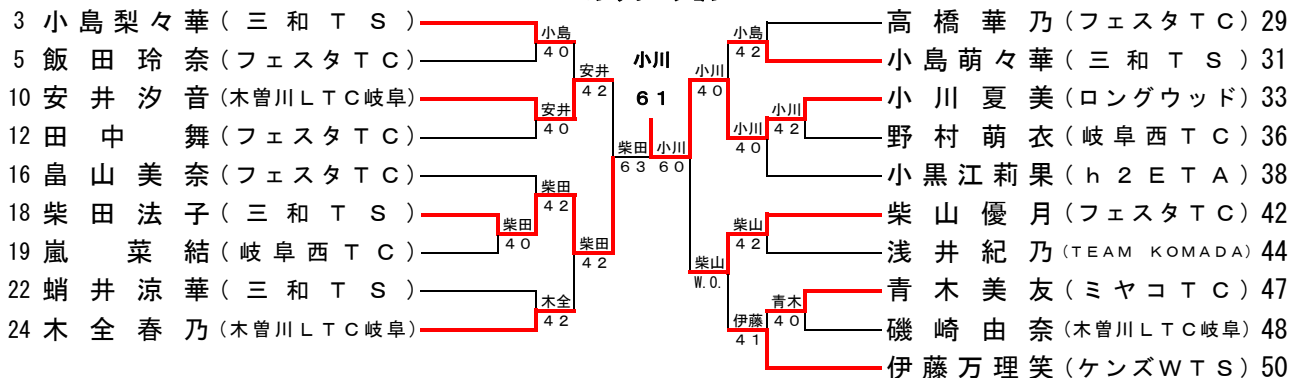 3 小島梨々華(三和TS)
5 飯田玲奈(フェスタTC)
10 安井汐音(木曽川LTC岐阜)
12 田中 舞(フェスタTC)
16 畠山美奈(フェスタTC)
18 柴田法子(三和TS)
19 嵐 菜結(岐阜西TC)
22 蛸井涼華(三和TS)
24 木全春乃(木曽川LTC岐阜)
小島
40
安井
40
柴田
40
安井
42
柴田
42
木全
42
柴田
42
柴田
63
小川
61
小川
60
小川
40
柴山
W.O.
小島
42
小川
40
小川
42
柴山
42
伊藤
41
青木
40
高橋華乃(フェスタTC) 29
小島萌々華(三和TS) 31
小川夏美(ロングウッド) 33
野村萌衣(岐阜西TC) 36
小黒江莉果(h2ETA) 38
柴山優月(フェスタTC) 42
浅井紀乃(TEAM KOMADA) 44
青木美友(ミヤコTC) 47
磯崎由奈(木曽川LTC岐阜) 48
伊藤万理笑(ケンズWTS) 50